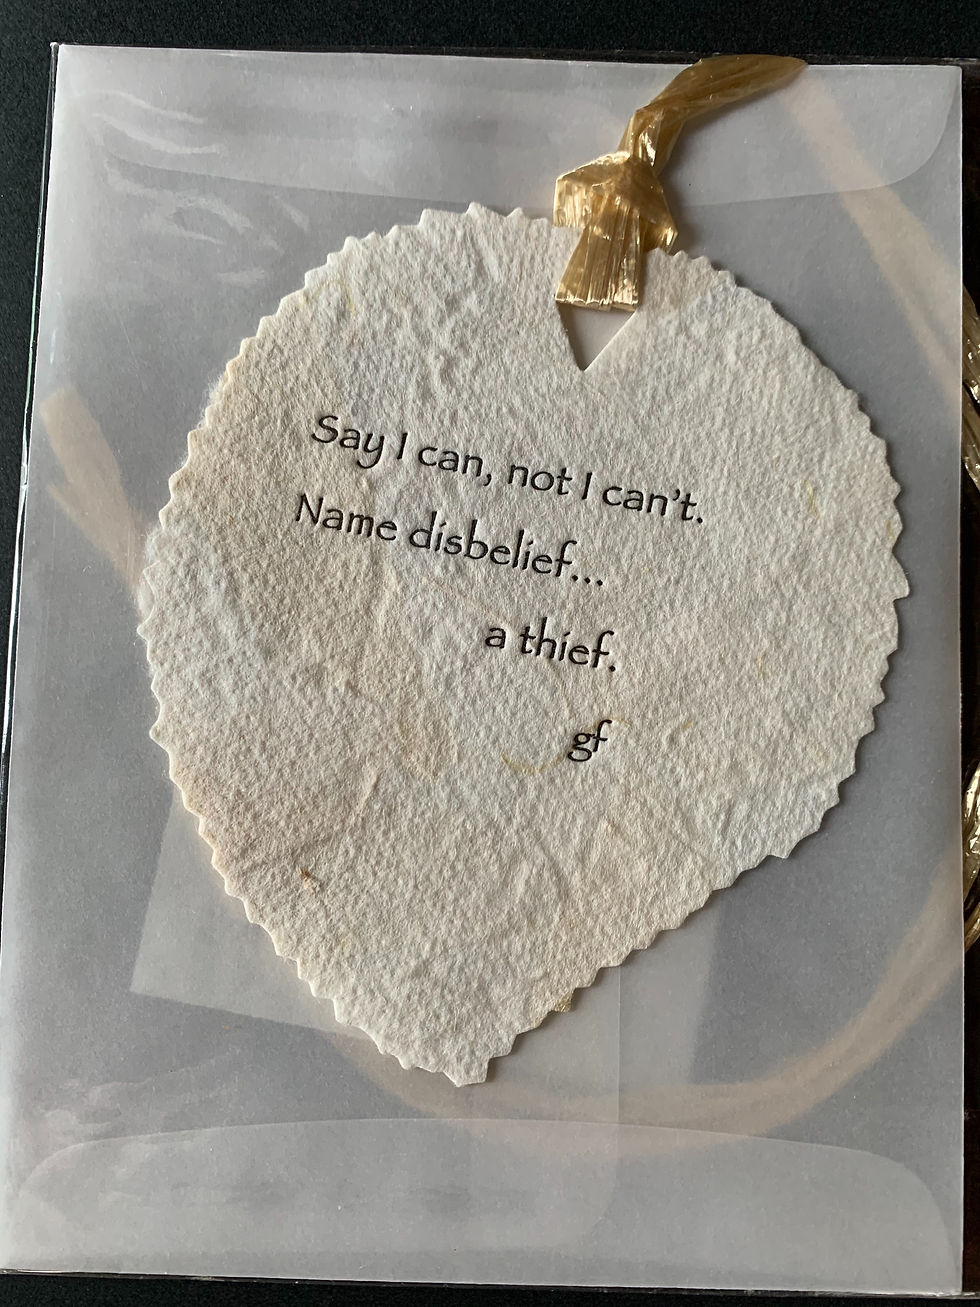 Say I can, not I can't.
Name disbelief...
a thief.
gf